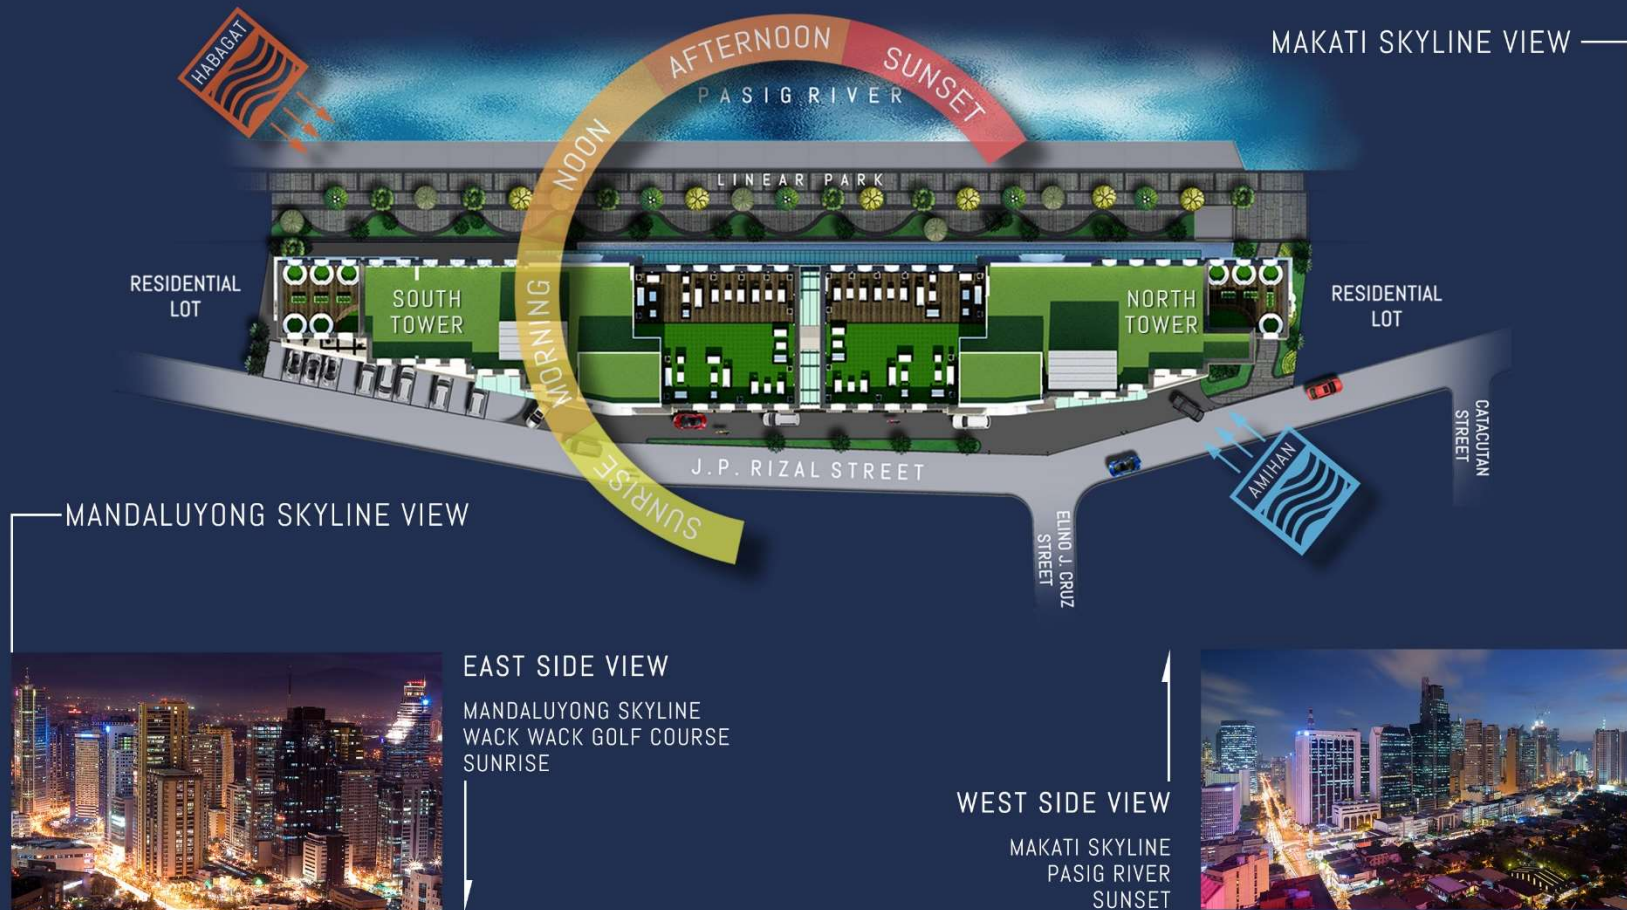 HABAGAT
AFTERNOON
SUNSET
MAKATI SKYLINE VIEW
PASIG RIVER
NOON
LINEAR PARK
RESIDENTIAL
LOT
SOUTH
TOWER
MORNING
NORTH
TOWER
RESIDENTIAL
LOT
CATACUTAN
STREET
J.P. RIZAL STREET
SUNRISE
AMIHAN
ELINO J. CRUZ
STREET
MANDALUYONG SKYLINE VIEW
EAST SIDE VIEW
MANDALUYONG SKYLINE
WACK WACK GOLF COURSE
SUNRISE
WEST SIDE VIEW
MAKATI SKYLINE
PASIG RIVER
SUNSET